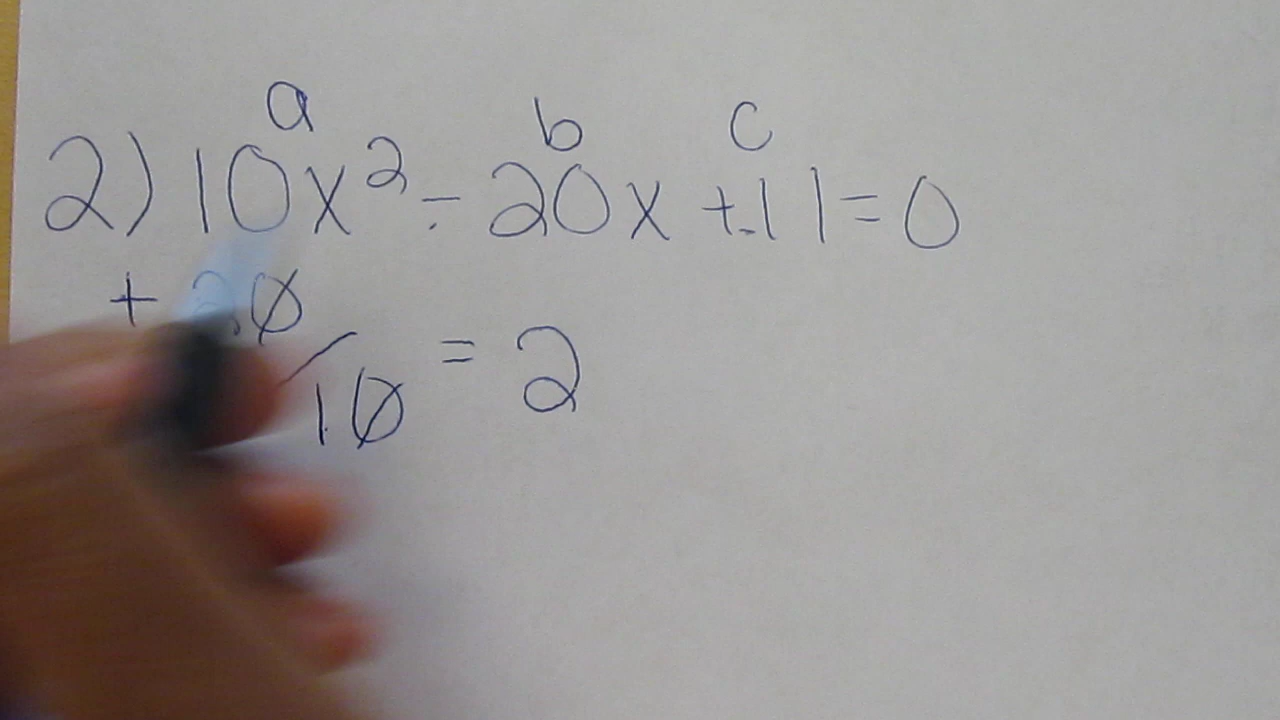 a b c
2) 10x² - 20x + 11 = 0
+ 20/10 = 2